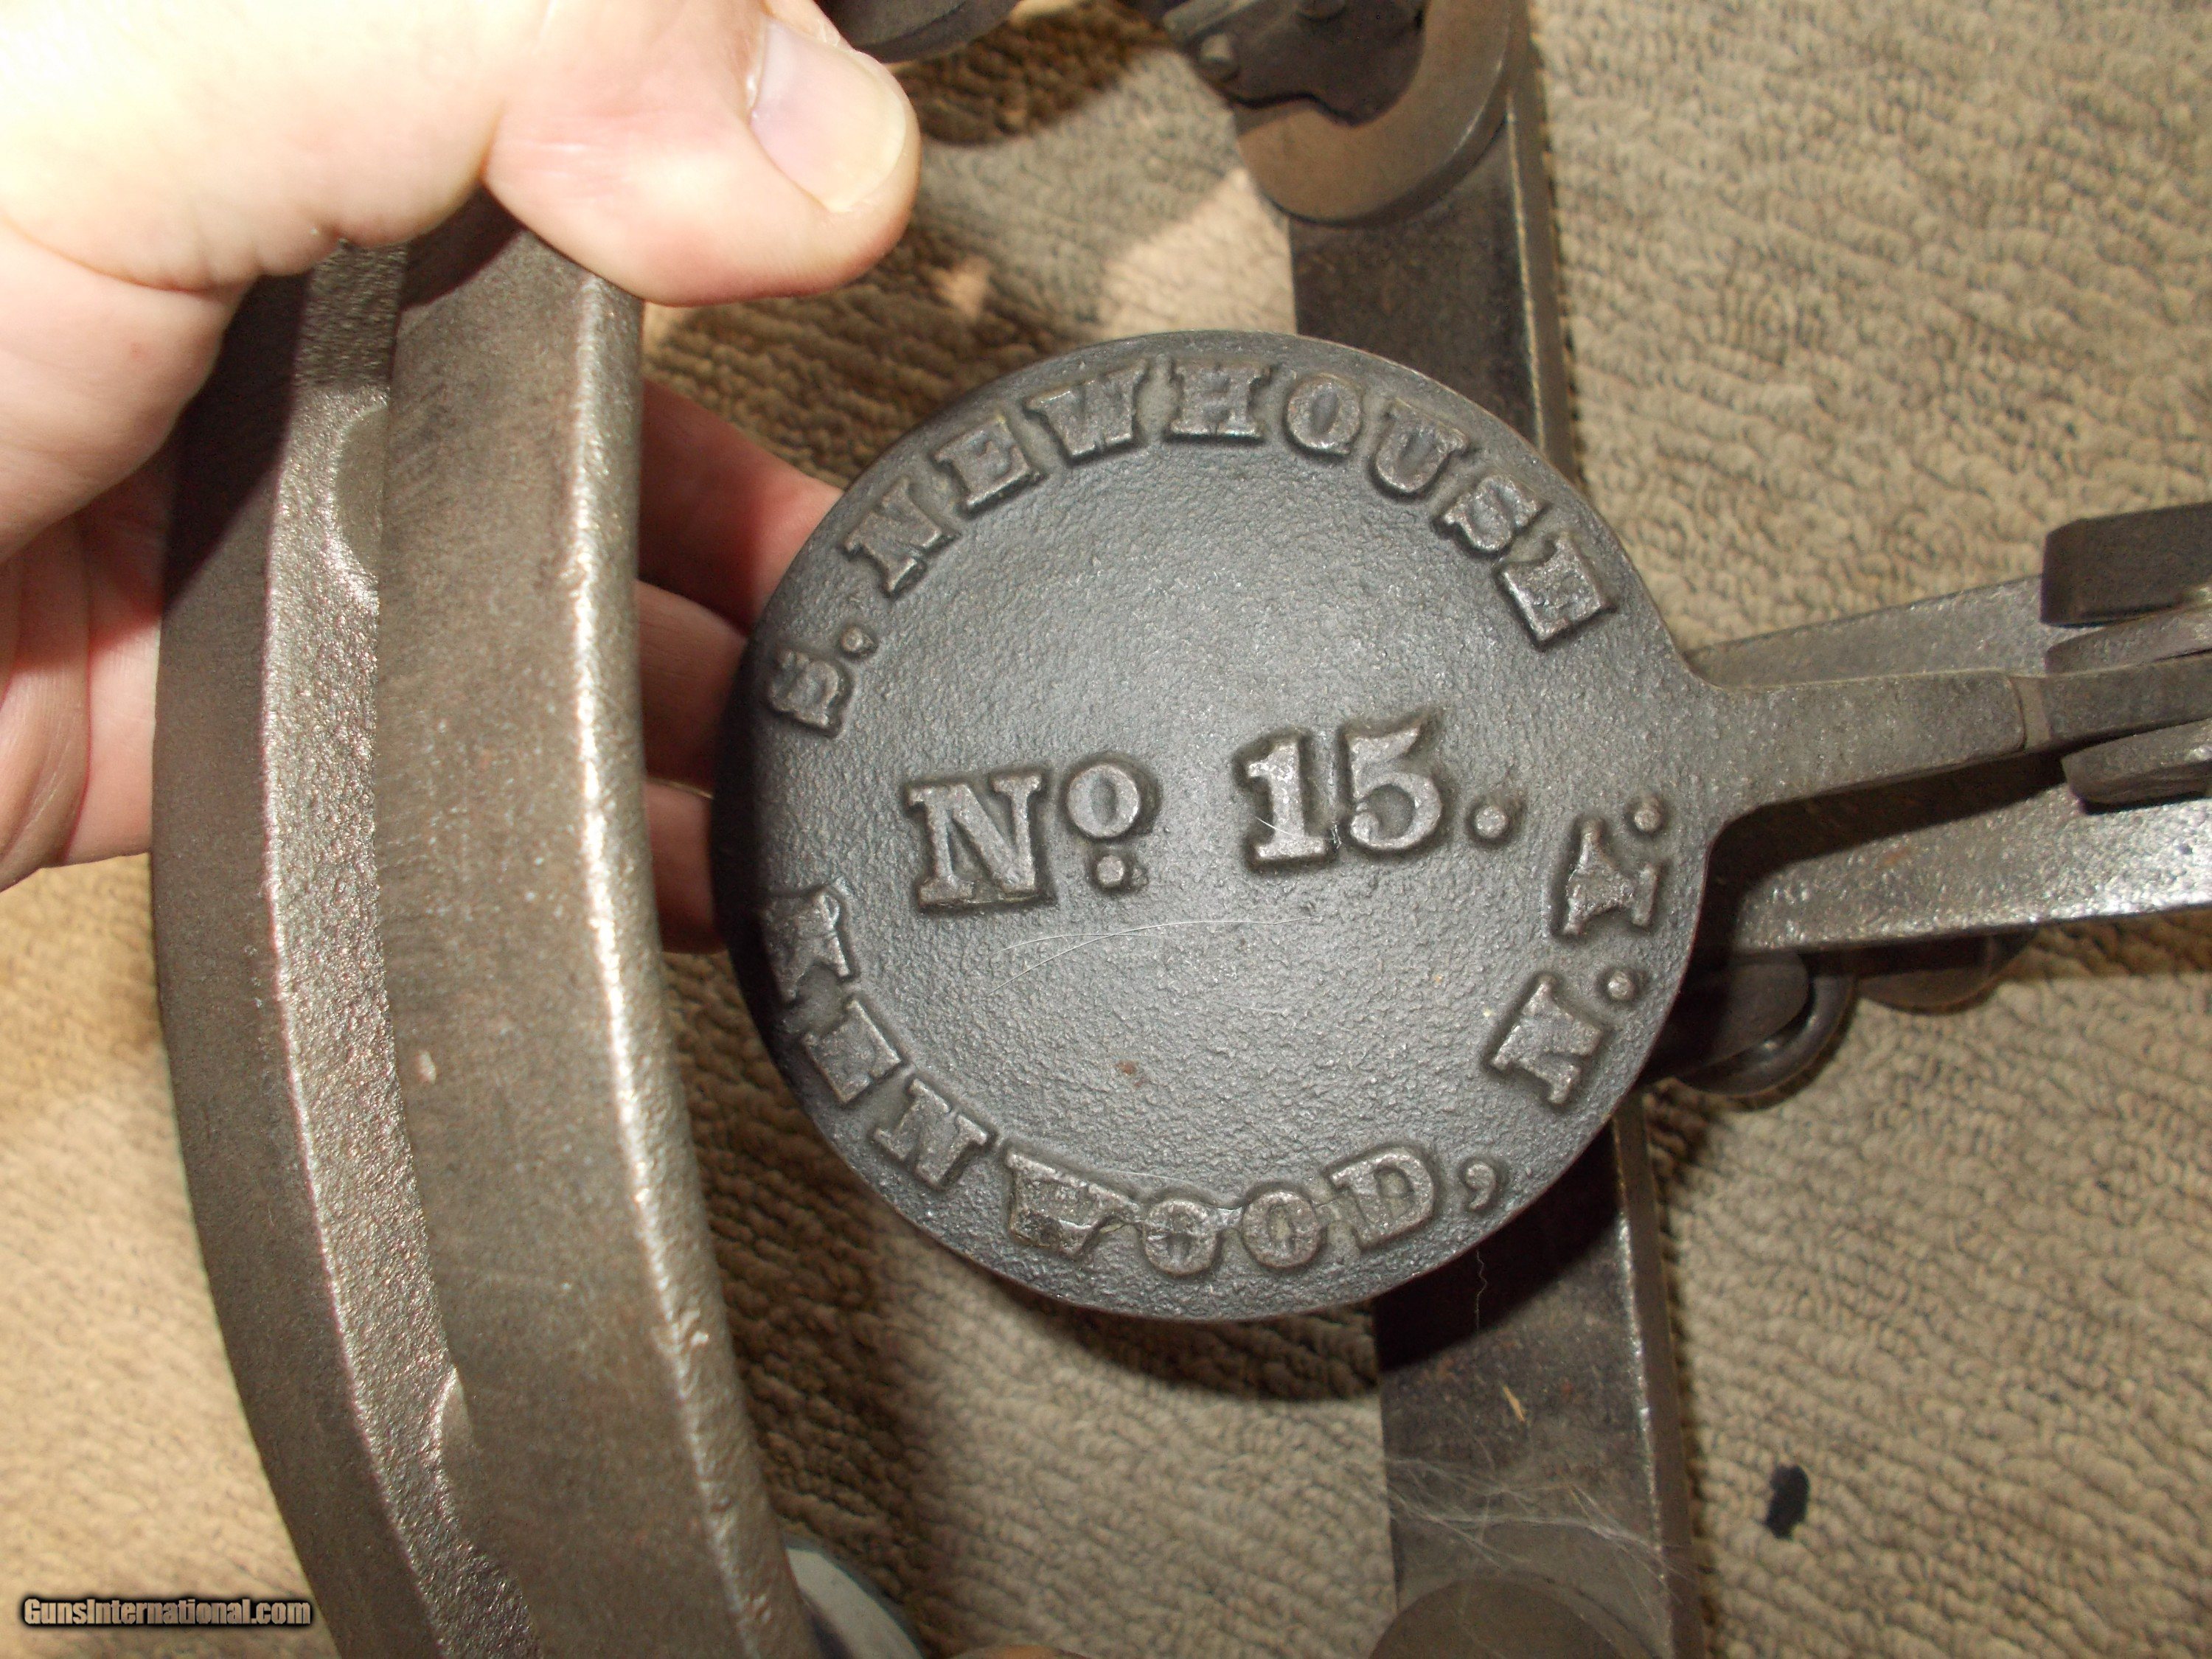 S. NEWHOUSE
No. 15.
KENWOOD, N.Y.
GunsInternational.com